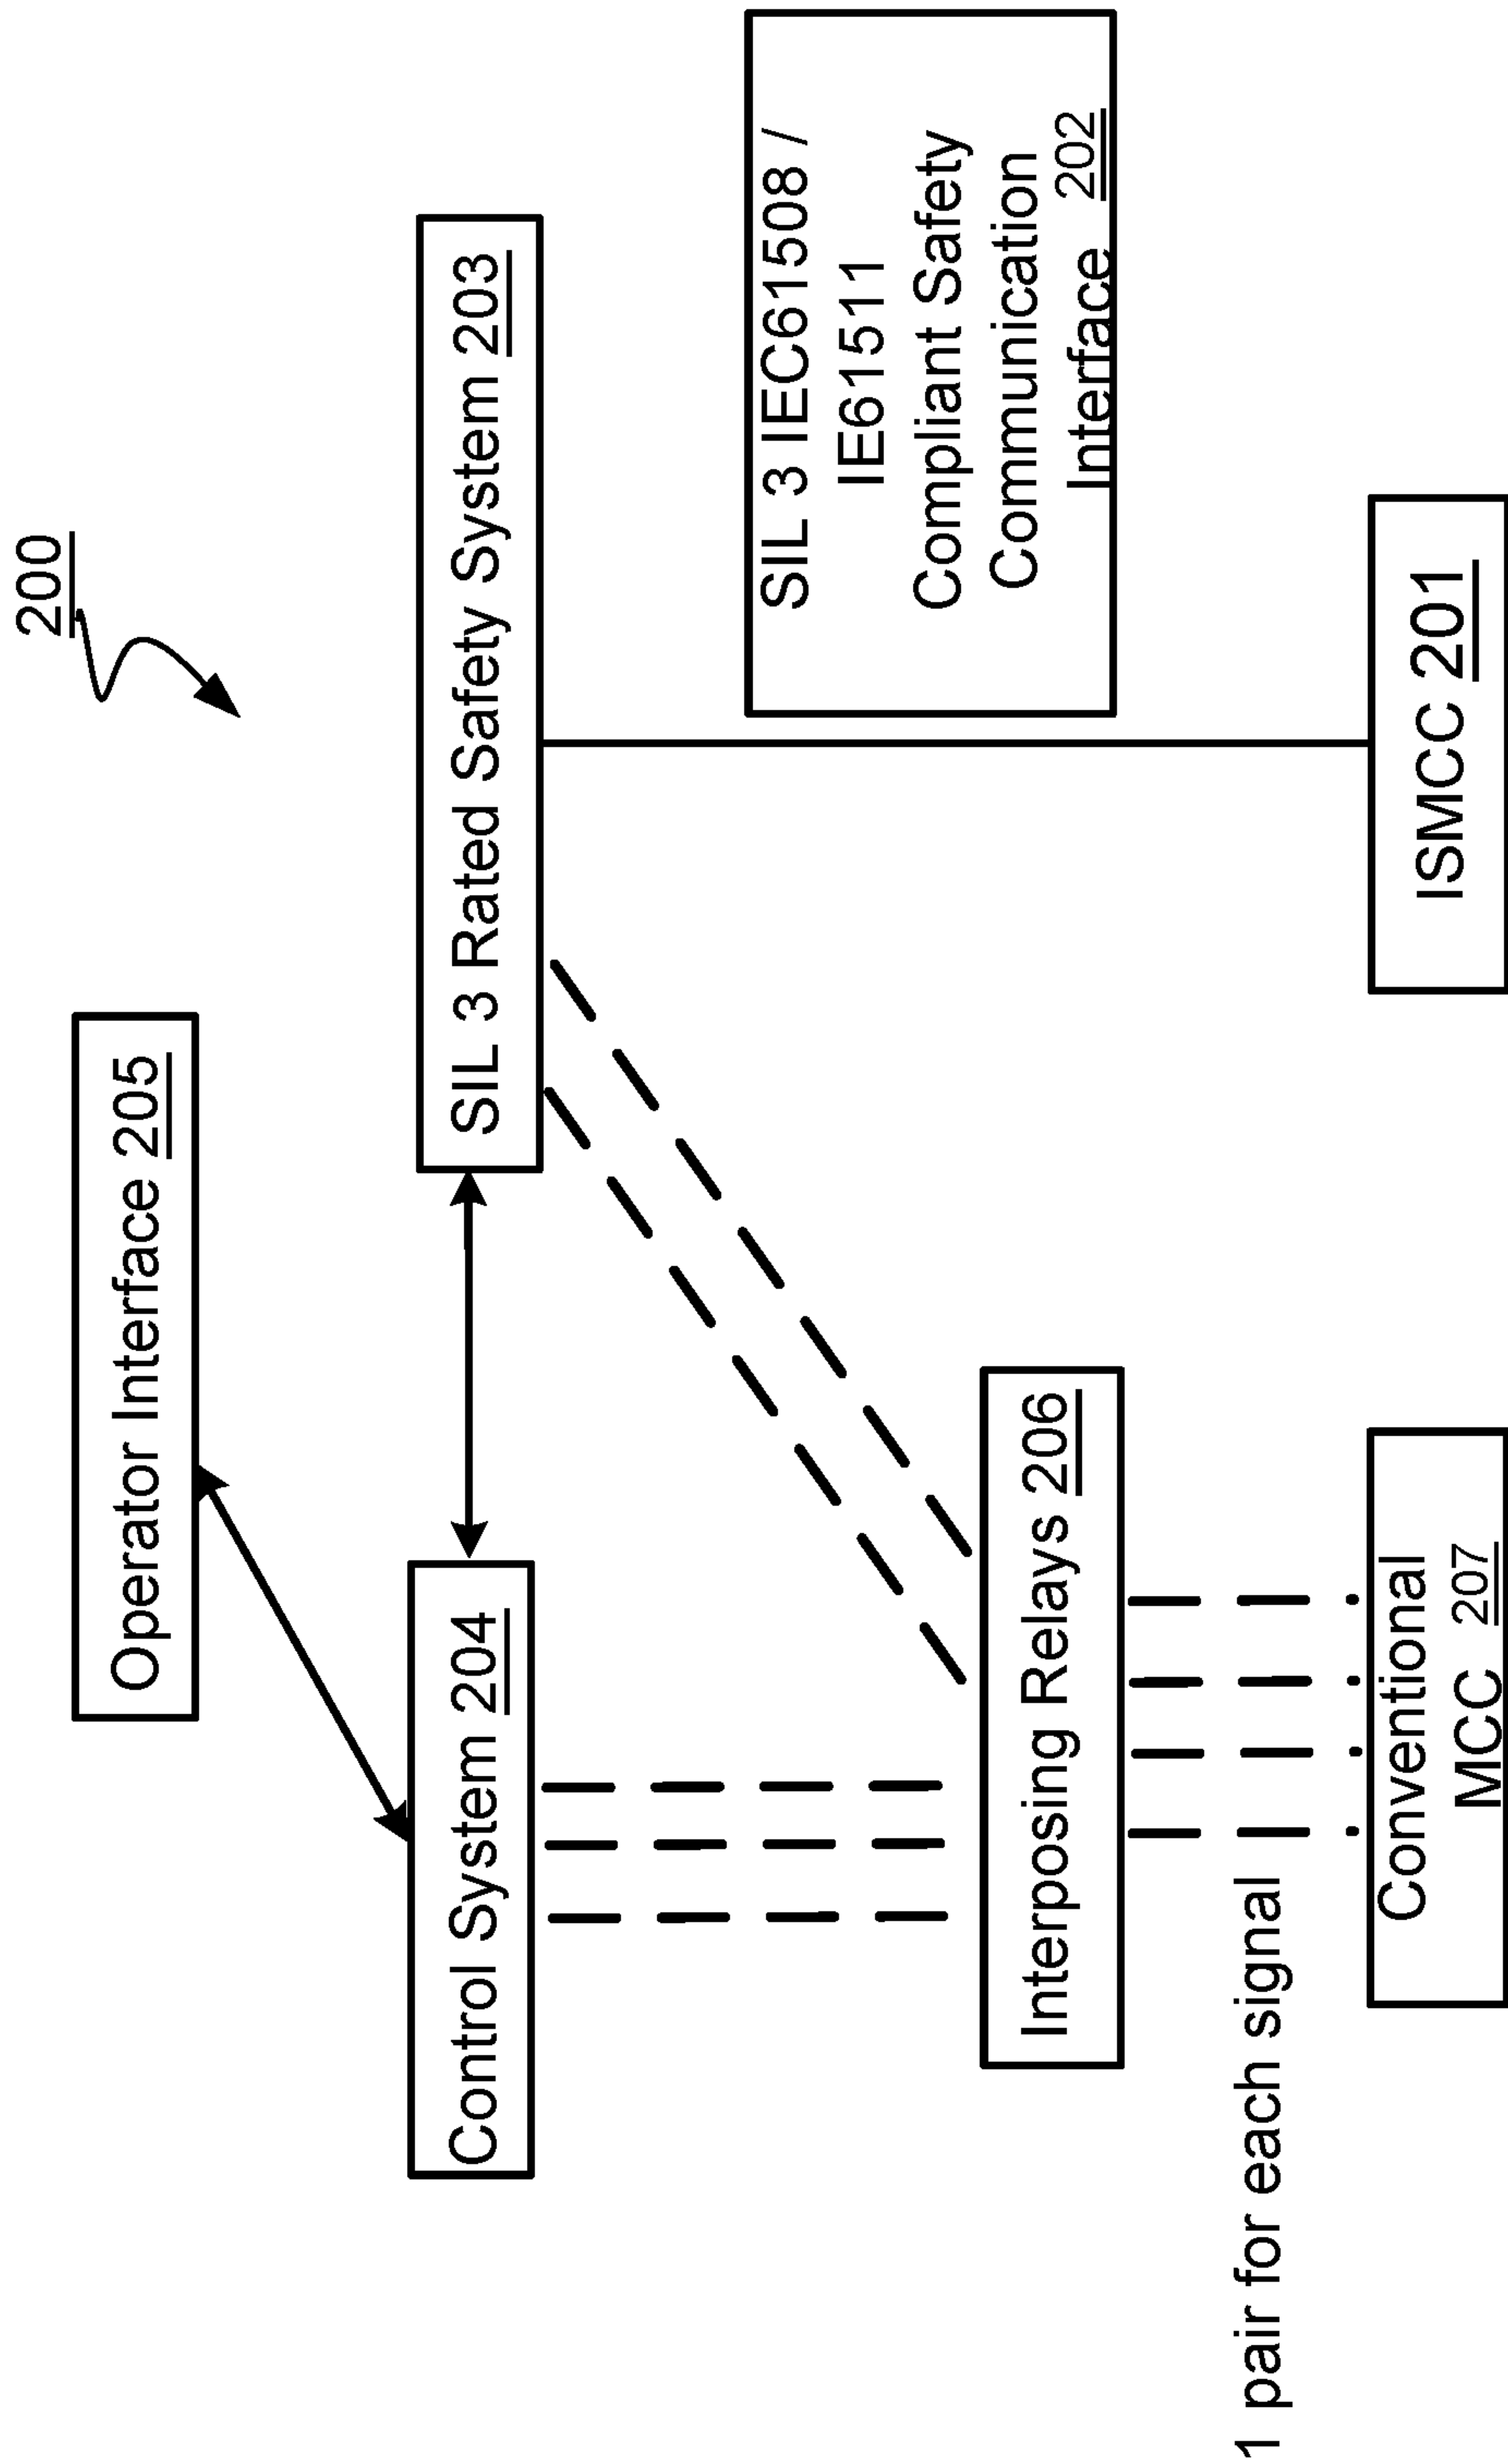 200
Operator Interface 205
Control System 204
SIL 3 Rated Safety System 203
SIL 3 IEC61508 /
IE61511
Compliant Safety
Communication
Interface 202
Interposing Relays 206
1 pair for each signal
Conventional
MCC 207
ISMCC 201